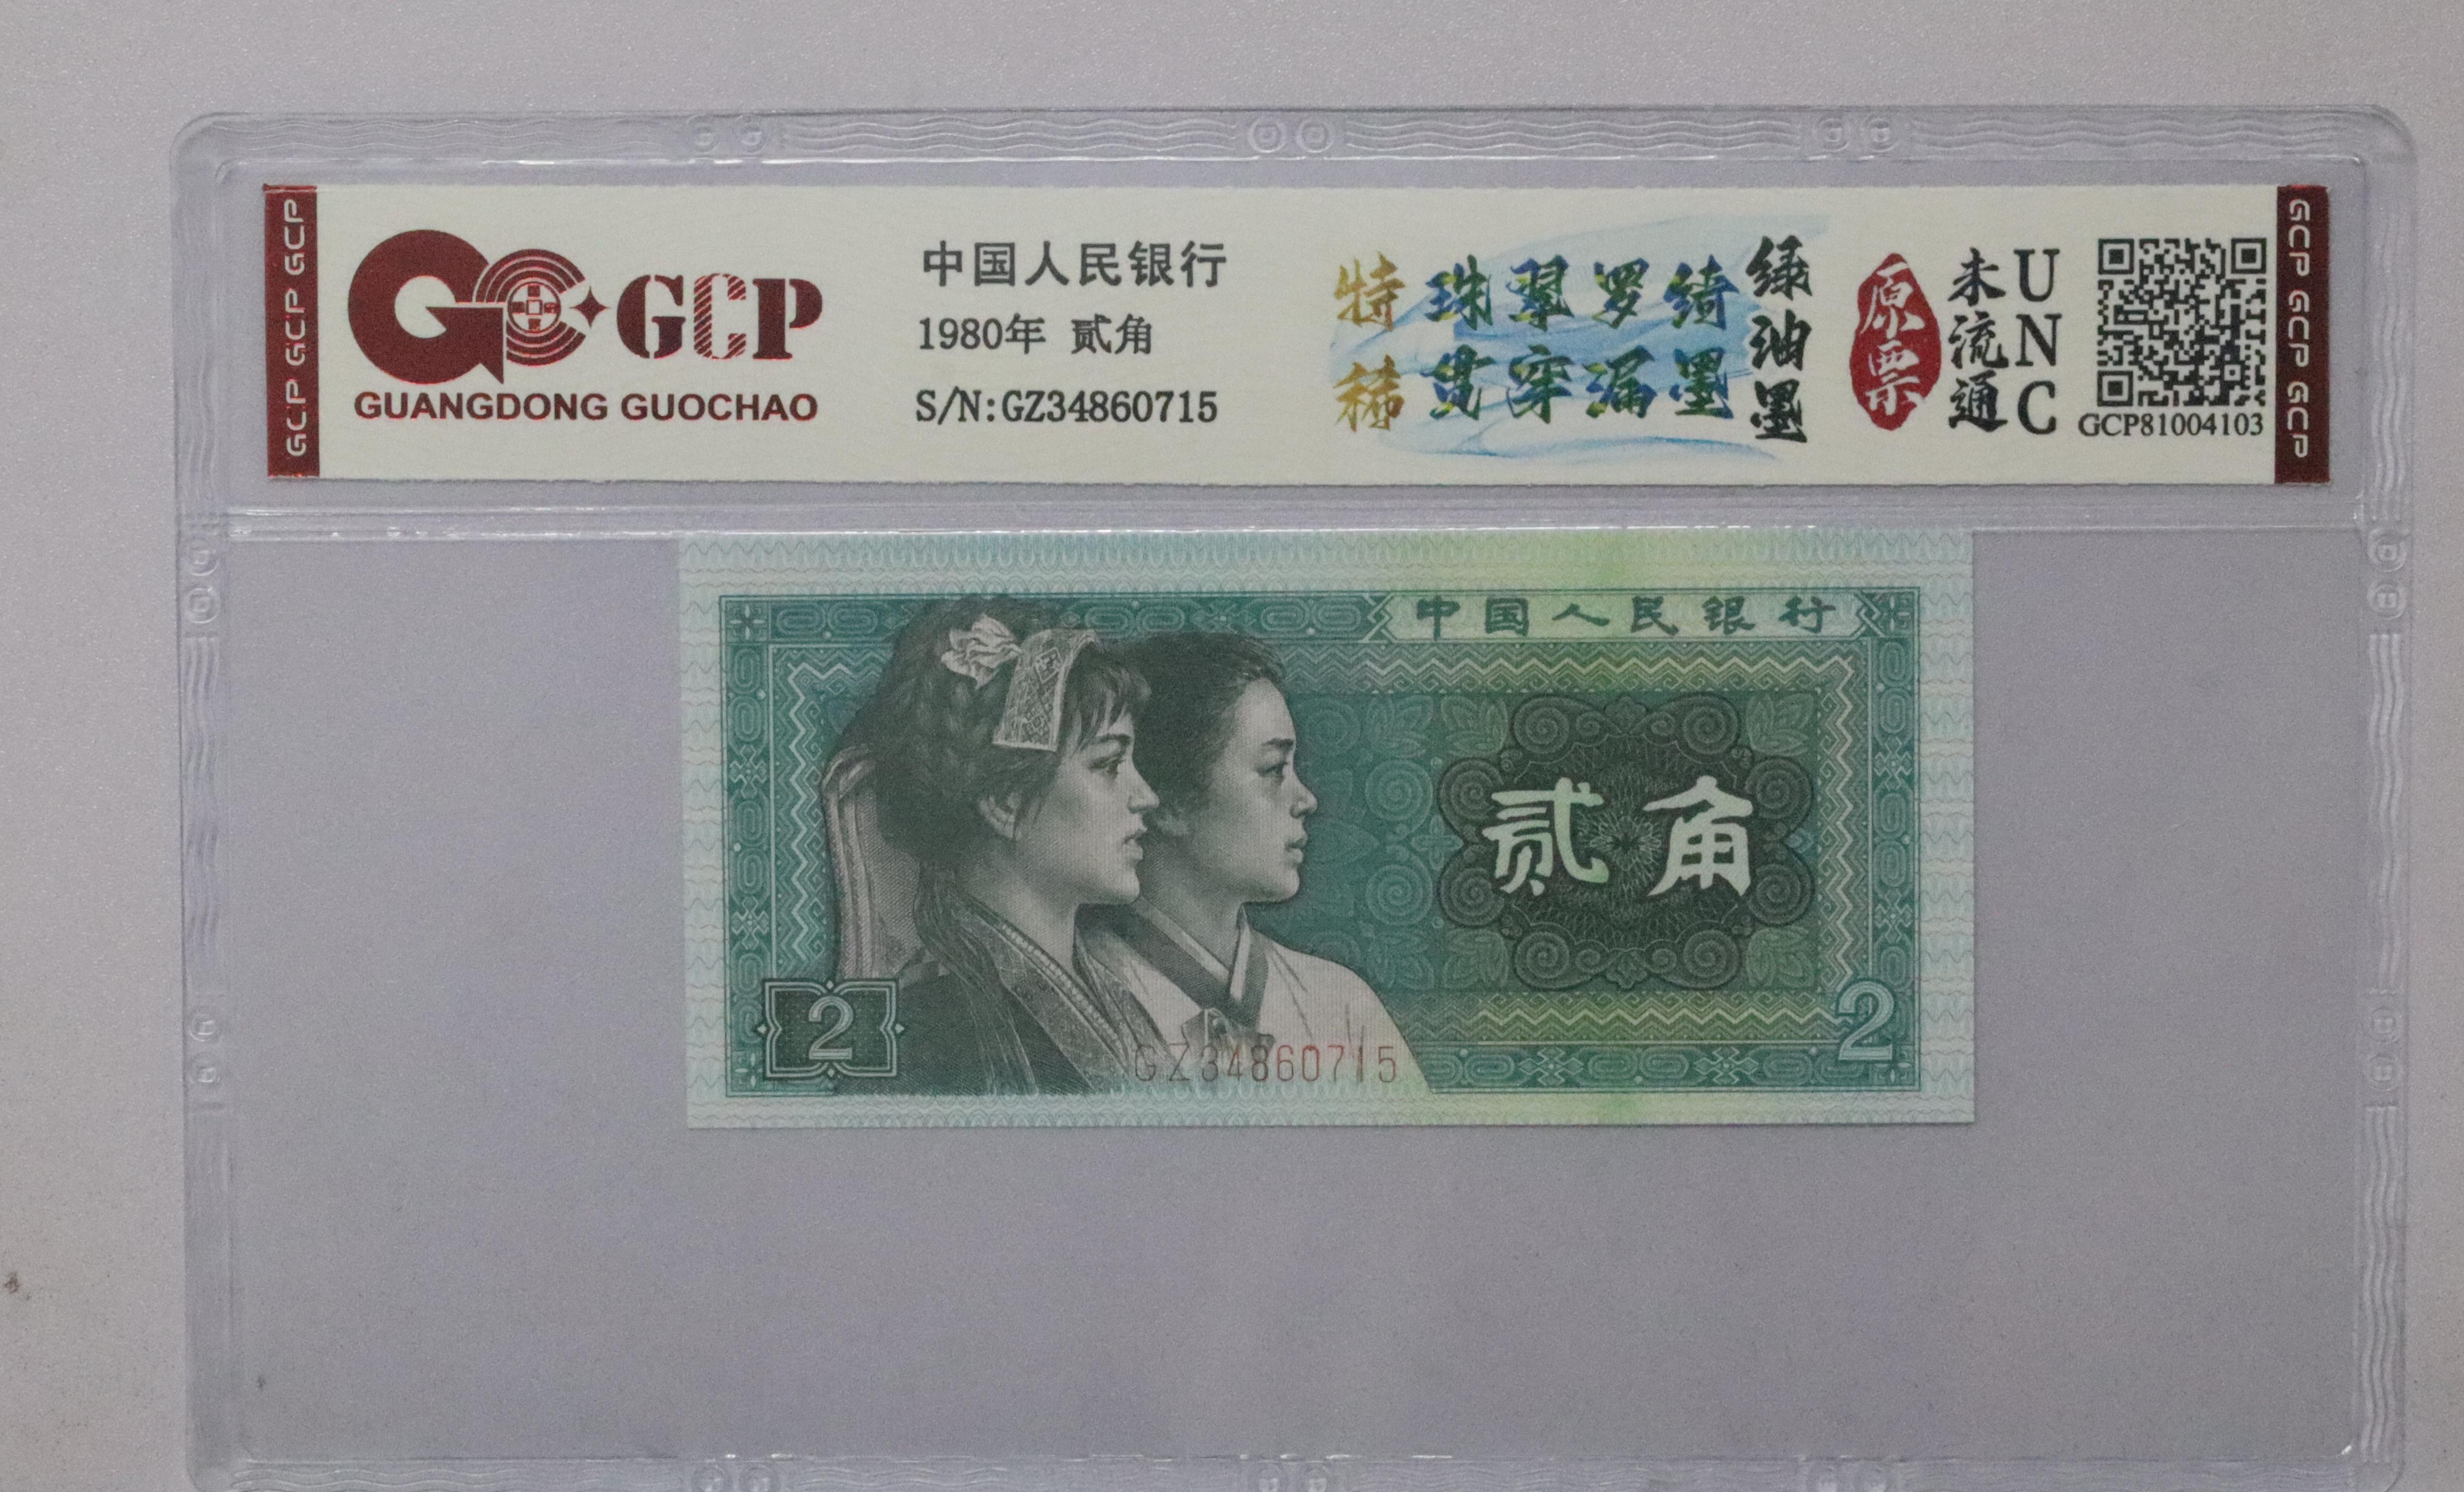 GCP GCP GCP
GCP
GUANGDONG GUOCHAO
中国人民银行
1980年 贰角
S/N:GZ34860715
特稀
珠翠罗绮
贯穿漏墨
绿油墨
原票
未流通
UNC
GCP81004103
GCP GCP GCP
中国人民银行
贰角
2
2
GZ34860715